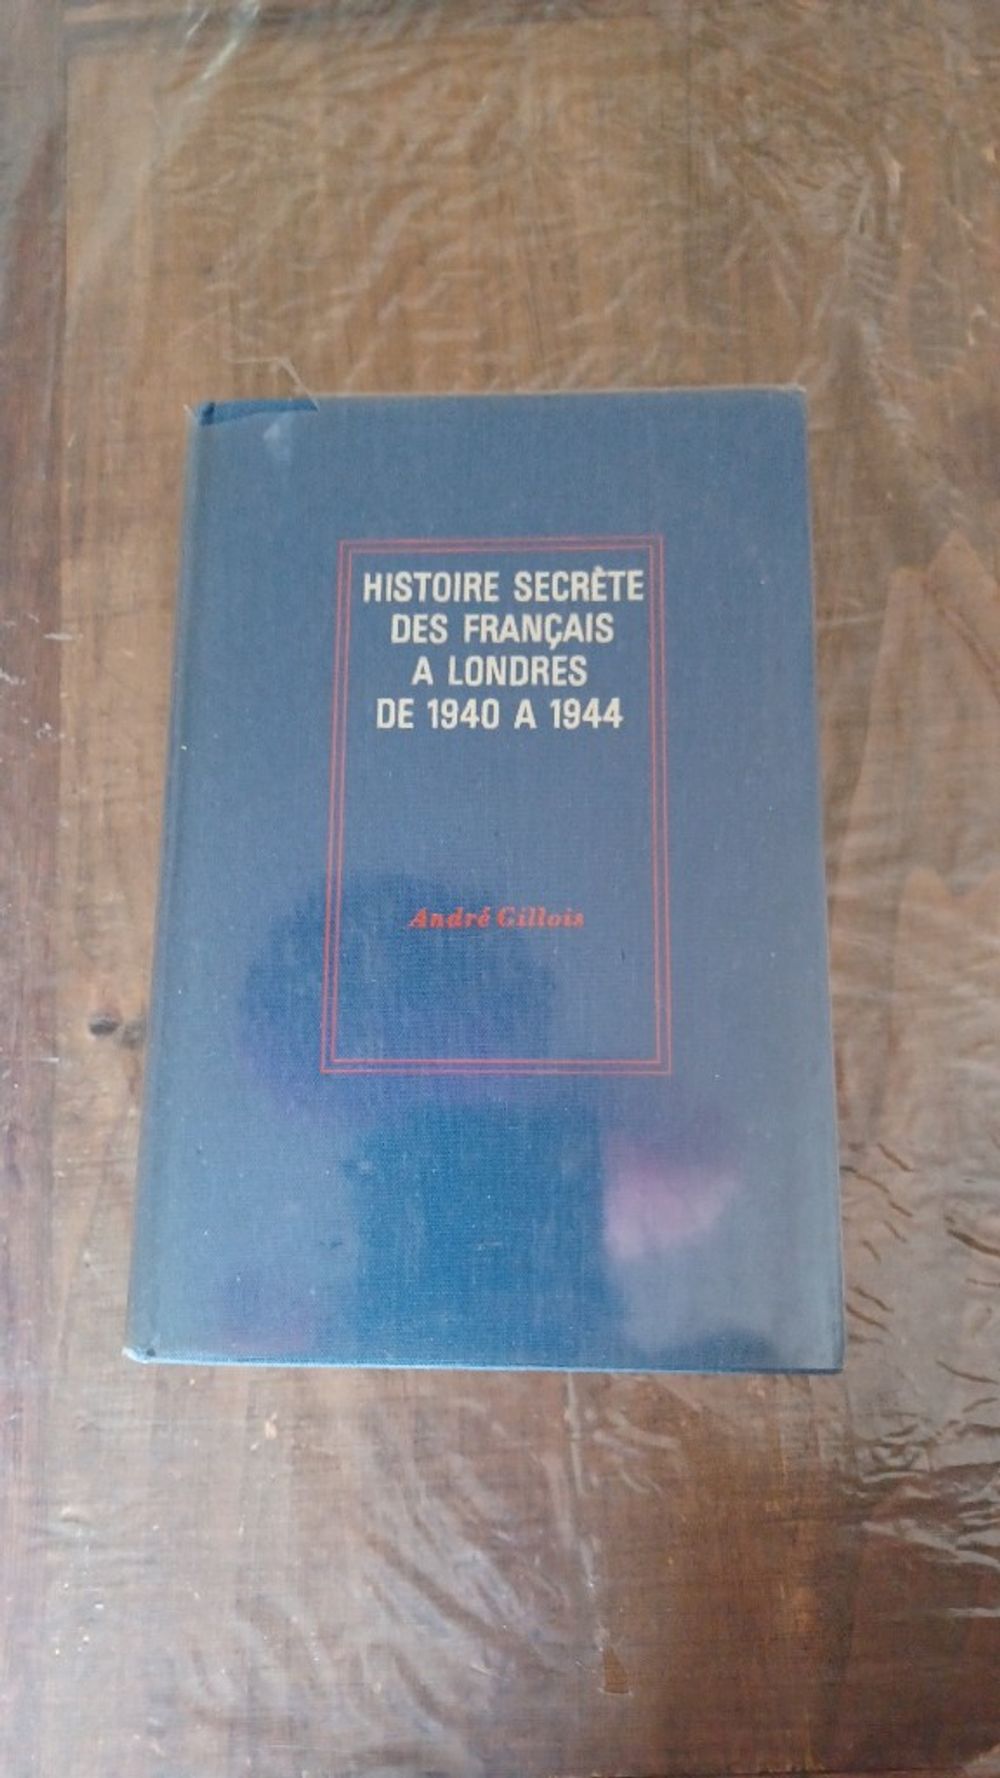 HISTOIRE SECRÈTE
DES FRANÇAIS
A LONDRES
DE 1940 A 1944
André Gillois